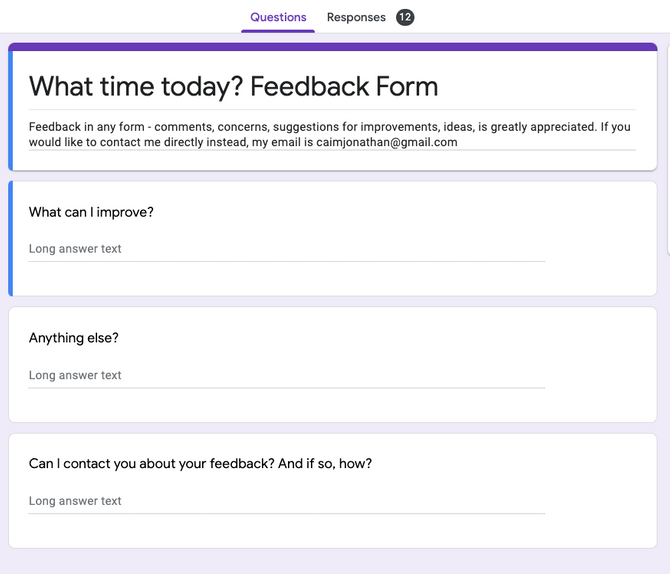 Questions Responses 12
What time today? Feedback Form
Feedback in any form - comments, concerns, suggestions for improvements, ideas, is greatly appreciated. If you
would like to contact me directly instead, my email is caimjonathan@gmail.com
What can I improve?
Long answer text
Anything else?
Long answer text
Can I contact you about your feedback? And if so, how?
Long answer text